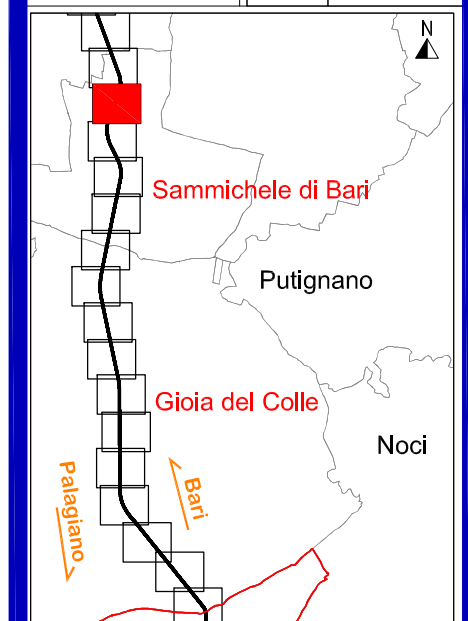 N
Sammichele di Bari
Putignano
Gioia del Colle
Noci
Palagiano
Bari